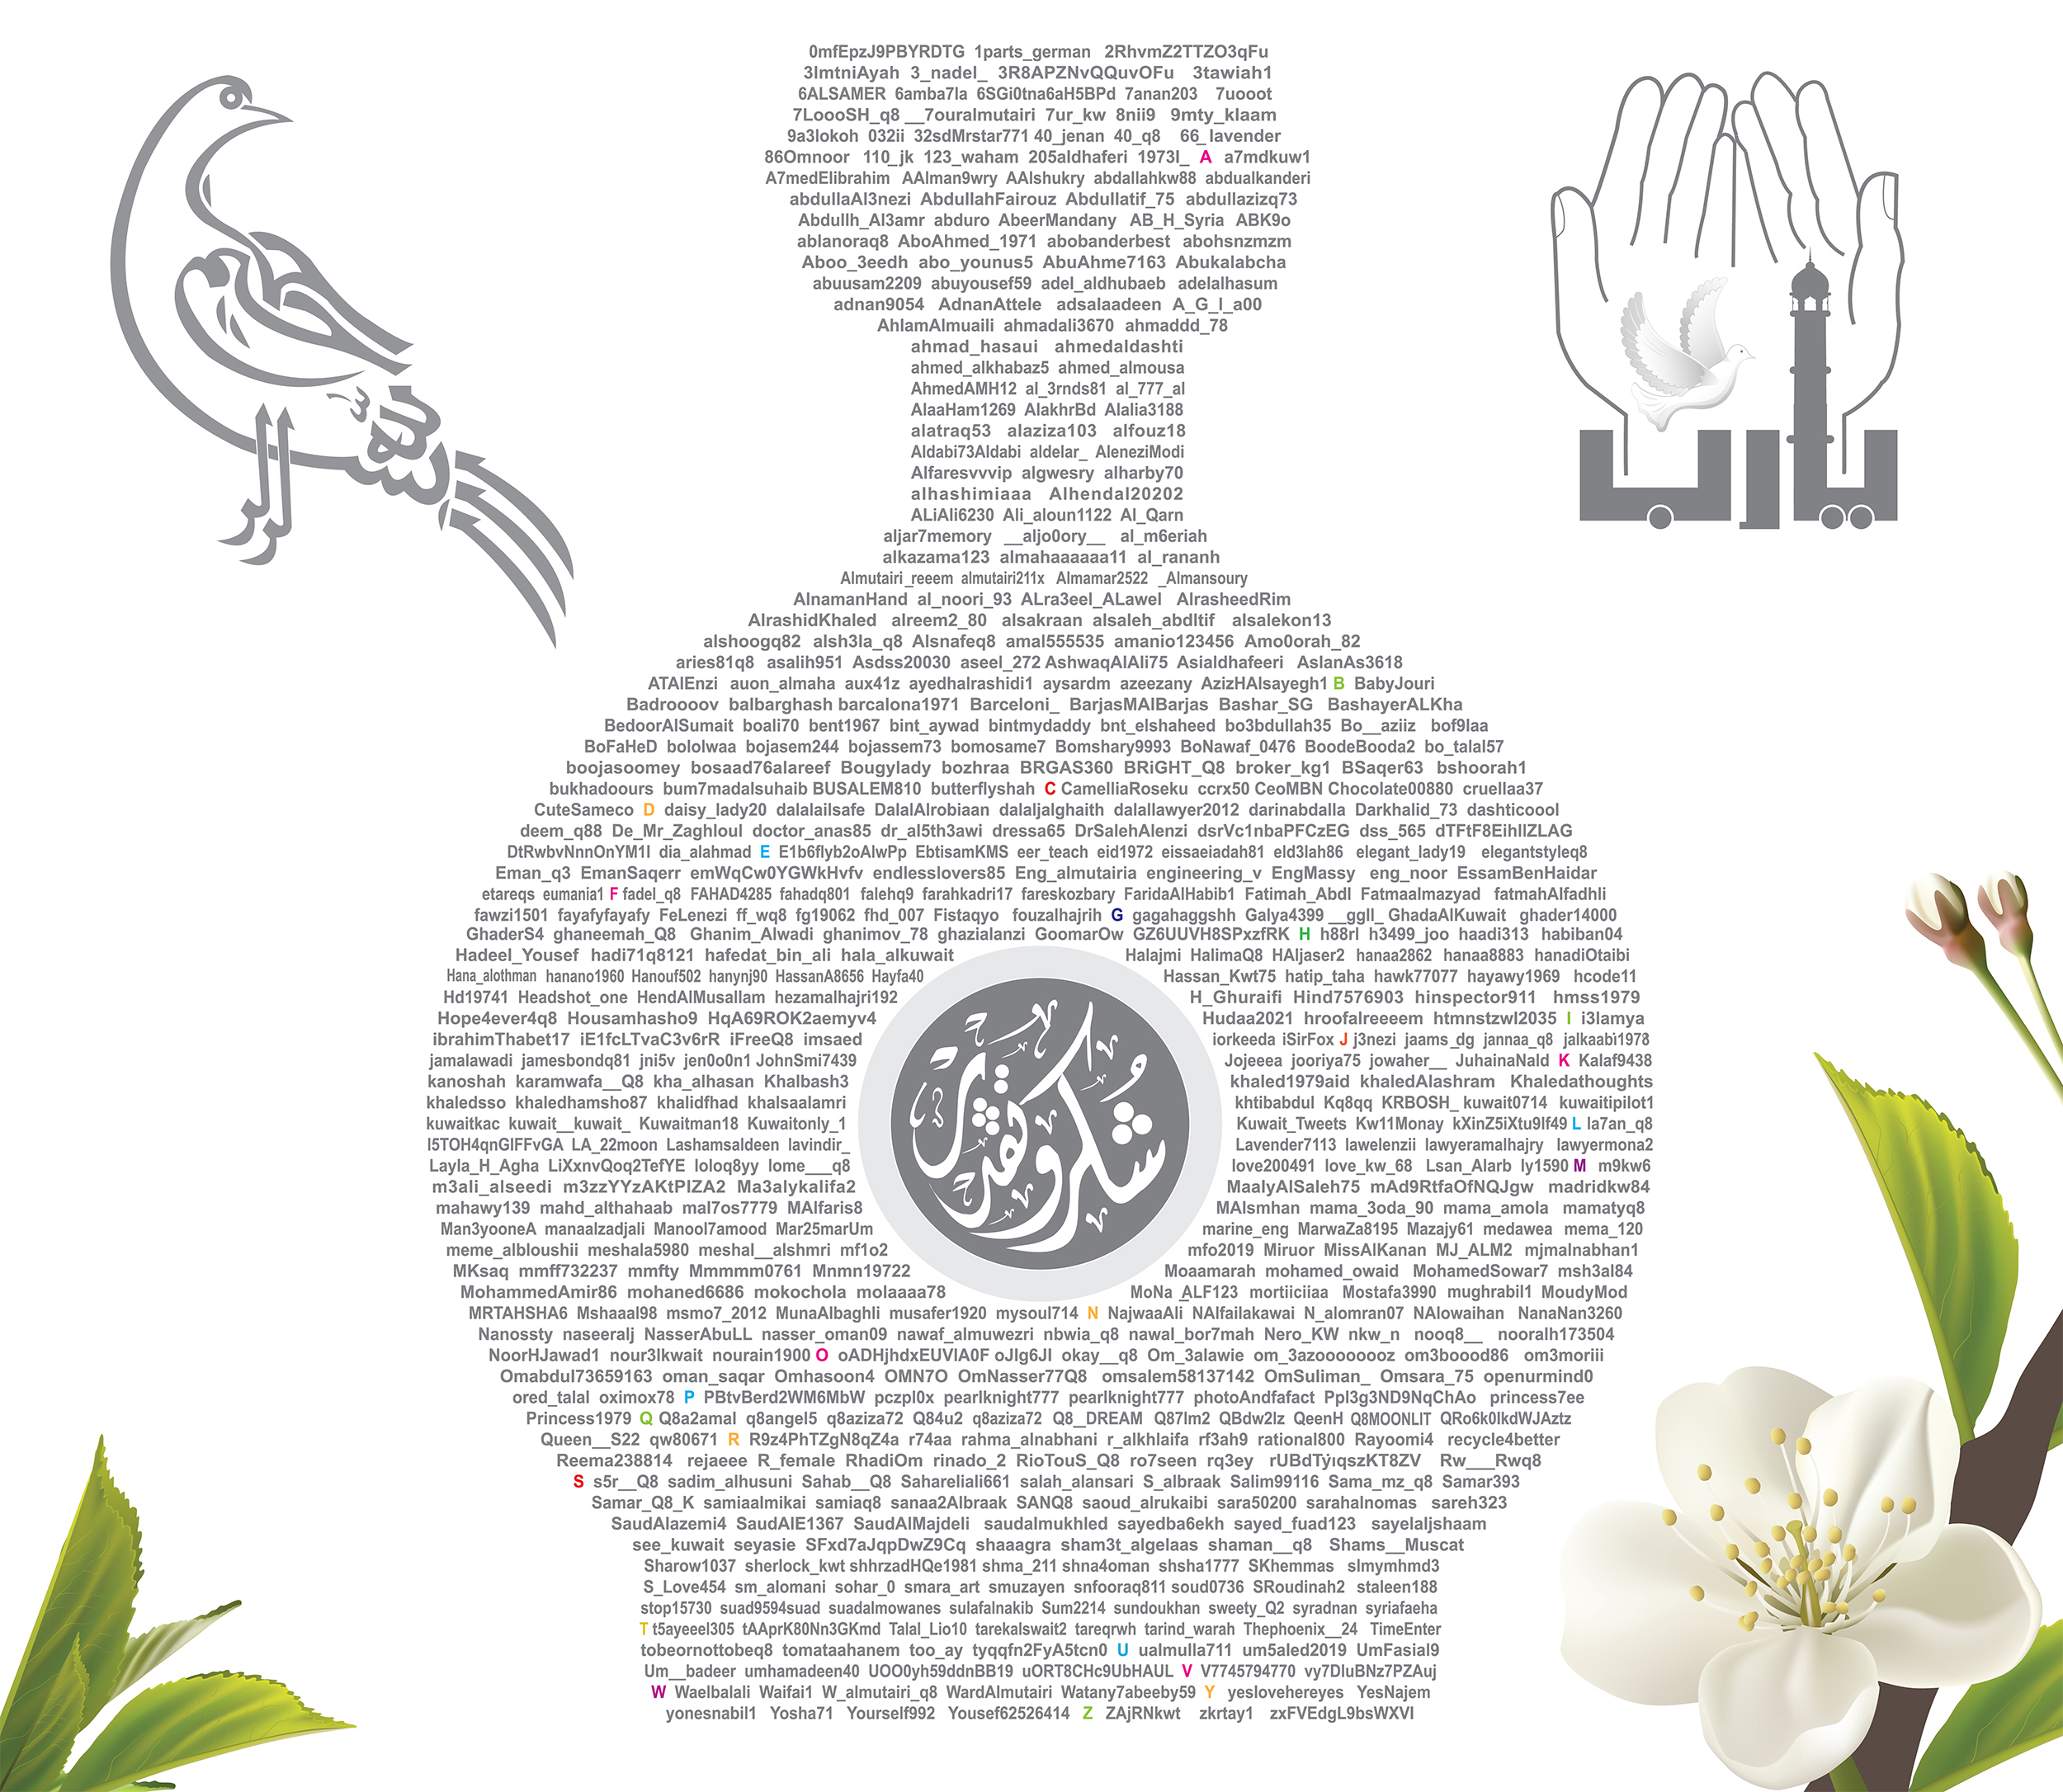 0mfEpzJ9PBYRDTG 1parts_german 2RhvmZ2TTZO3qFu
3ImtniAyah 3_nadel_ 3R8APZNvQQuvOFu 3tawiah1
6ALSAMER 6amba7la 6SGi0tna6aH5BPd 7anan203 7uooot
7LoooSH_q8 __7ouralmutairi 7ur_kw 8nii9 9mty_klaam
9a3lokoh 032ii 32sdMrstar771 40_jenan 40_q8 66_lavender
86Omnoor 110_jk 123_waham 205aldhaferi 1973l_ A a7mdkuw1
A7medElibrahim AAlman9wry AAlshukry abdallahkw88 abdualkanderi
abdullaAl3nezi AbdullahFairouz Abdullatif_75 abdullazizq73
Abdullh_Al3amr abduro AbeerMandany AB_H_Syria ABK9o
ablanoraq8 AboAhmed_1971 abobanderbest abohsnzmzm
Aboo_3eedh abo_younus5 AbuAhme7163 Abukalabcha
abuusam2209 abuyousef59 adel_aldhubaeb adelalhasum
adnan9054 AdnanAttele adsalaadeen A_G_I_a00
AhlamAlmuaili ahmadali3670 ahmaddd_78
ahmad_hasaui ahmedaldashti
ahmed_alkhabaz5 ahmed_almousa
AhmedAMH12 al_3rnds81 al_777_al
AlaaHam1269 AlakhrBd Alalia3188
alatraq53 alaziza103 alfouz18
Aldabi73Aldabi aldelar_ AleneziModi
Alfaresvvvip algwesry alharby70
alhashimiaaa Alhendal20202
ALiAli6230 Ali_aloun1122 Al_Qarn
aljar7memory __aljo0ory__ al_m6eriah
alkazama123 almahaaaaaa11 al_rananh
Almutairi_reeem almutairi211x Almamar2522 _Almansoury
AlnamanHand al_noori_93 ALra3eel_ALawel AlrasheedRim
AlrashidKhaled alreem2_80 alsakraan alsaleh_abdltif alsalekon13
alshoogq82 alsh3la_q8 Alsnafeq8 amal555535 amanio123456 Amo0orah_82
aries81q8 asalih951 Asdss20030 aseel_272 AshwaqAlAli75 Asialdhafeeri AslanAs3618
ATAlEnzi auon_almaha aux41z ayedhalrashidi1 aysardm azeezany AzizHAlsayegh1 B BabyJouri
Badroooov balbarghash barcalona1971 Barceloni_ BarjasMAlBarjas Bashar_SG BashayerALKha
BedoorAlSumait boali70 bent1967 bint_aywad bintmydaddy bnt_elshaheed bo3bdullah35 Bo__aziiz bof9laa
BoFaHeD bololwaa bojasem244 bojassem73 bomosame7 Bomshary9993 BoNawaf_0476 BoodeBooda2 bo_talal57
boojasoomey bosaad76alareef Bougylady bozhraa BRGAS360 BRiGHT_Q8 broker_kg1 BSaqer63 bshoorah1
bukhadoours bum7madalsuhaib BUSALEM810 butterflyshah C CamelliaRoseku ccrx50 CeoMBN Chocolate00880 cruellaa37
CuteSameco D daisy_lady20 dalalailsafe DalalAlrobiaan dalaljalghaith dalallawyer2012 darinabdalla Darkhalid_73 dashticoool
deem_q88 De_Mr_Zaghloul doctor_anas85 dr_al5th3awi dressa65 DrSalehAlenzi dsrVc1nbaPFCzEG dss_565 dTFtF8EihIlZLAG
DtRwbvNnnOnYM1I dia_alahmad E E1b6flyb2oAlwPp EbtisamKMS eer_teach eid1972 eissaeiadah81 eld3lah86 elegant_lady19 elegantstyleq8
Eman_q3 EmanSaqerr emWqCw0YGWkHvfv endlesslovers85 Eng_almutairia engineering_v EngMassy eng_noor EssamBenHaidar
etareqs eumania1 F fadel_q8 FAHAD4285 fahadq801 falehq9 farahkadri17 fareskozbary FaridaAlHabib1 Fatimah_Abdl Fatmaalmazyad fatmahAlfadhli
fawzi1501 fayafyfayafy FeLenezi ff_wq8 fg19062 fhd_007 Fistaqyo fouzalhajrih G gagahaggshh Galya4399 __ggll_ GhadaAlKuwait ghader14000
GhaderS4 ghaneemah_Q8 Ghanim_Alwadi ghanimov_78 ghazialanzi GoomarOw GZ6UUVH8SPxzfRK H h88rl h3499_joo haadi313 habiban04
Hadeel_Yousef hadi71q8121 hafedat_bin_ali hala_alkuwait Halajmi HalimaQ8 HAljaser2 hanaa2862 hanaa8883 hanadiOtaibi
Hana_alothman hanano1960 Hanouf502 hanynj90 HassanA8656 Hayfa40 Hassan_Kwt75 hatip_taha hawk77077 hayawy1969 hcode11
Hd19741 Headshot_one HendAlMusallam hezamalhajri192 H_Ghuraifi Hind7576903 hinspector911 hmss1979
Hope4ever4q8 Housamhasho9 HqA69ROK2aemyv4 Hudaa2021 hroofalreeeem htmnstzwl2035 I i3lamya
ibrahimThabet17 iE1fcLTvaC3v6rR iFreeQ8 imsaed iorkeeda iSirFox J j3nezi jaams_dg jannaa_q8 jalkaabi1978
jamalawadi jamesbondq81 jni5v jen0o0n1 JohnSmi7439 Jojeeea jooriya75 jowaher__ JuhainaNald K Kalaf9438
kanoshah karamwafa__Q8 kha_alhasan Khalbash3 khaled1979aid khaledAlashram Khaledathoughts
khaledsso khaledhamsho87 khalidfhad khalsaalamri khtibabdul Kq8qq KRBOSH_ kuwait0714 kuwaitipilot1
kuwaitkac kuwait__kuwait_ Kuwaitman18 Kuwaitonly_1 Kuwait_Tweets Kw11Monay kXinZ5iXtu9lf49 L la7an_q8
l5TOH4qnGlFFvGA LA_22moon Lashamsaldeen lavindir_ Lavender7113 lawelenzii lawyeramalhajry lawyermona2
Layla_H_Agha LiXxnvQoq2TefYE loloq8yy lome___q8 love200491 love_kw_68 Lsan_Alarb ly1590 M m9kw6
m3ali_alseedi m3zzYYzAKtPIZA2 Ma3alykalifa2 MaalyAlSaleh75 mAd9RtfaOfNQJgw madridkw84
mahawy139 mahd_althahaab mal7os7779 MAlfaris8 MAlsmhan mama_3oda_90 mama_amola mamatyq8
Man3yooneA manaalzadjali Manool7amood Mar25marUm marine_eng MarwaZa8195 Mazajy61 medawea mema_120
meme_albloushii meshala5980 meshal__alshmri mf1o2 mfo2019 Miruor MissAlKanan MJ_ALM2 mjmalnabhan1
MKsaq mmff732237 mmfty Mmmmm0761 Mnmn19722 Moaamarah mohamed_owaid MohamedSowar7 msh3al84
MohammedAmir86 mohaned6686 mokochola molaaaa78 MoNa_ALF123 mortiiciiaa Mostafa3990 mughrabil1 MoudyMod
شكر وتقدير
MRTAHSHA6 Mshaaal98 msmo7_2012 MunaAlbaghli musafer1920 mysoul714 N NajwaaAli NAlfailakawai N_alomran07 NAlowaihan NanaNan3260
Nanossty naseeralj NasserAbuLL nasser_oman09 nawaf_almuwezri nbwia_q8 nawal_bor7mah Nero_KW nkw_n nooq8__ nooralh173504
NoorHJawad1 nour3lkwait nourain1900 O oADHjhdxEUVIA0F oJIg6JI okay__q8 Om_3alawie om_3azoooooooz om3boood86 om3moriii
Omabdul73659163 oman_saqar Omhasoon4 OMN7O OmNasser77Q8 omsalem58137142 OmSuliman_ Omsara_75 openurmind0
ored_talal oximox78 P PBtvBerd2WM6MbW pczpl0x pearlknight777 pearlknight777 photoAndfafact Ppl3g3ND9NqChAo princess7ee
Princess1979 Q Q8a2amal q8angel5 q8aziza72 Q84u2 q8aziza72 Q8__DREAM Q87lm2 QBdw2lz QeenH Q8MOONLIT QRo6k0lkdWJAztz
Queen__S22 qw80671 R R9z4PhTZgN8qZ4a r74aa rahma_alnabhani r_alkhlaifa rf3ah9 rational800 Rayoomi4 recycle4better
Reema238814 rejaeee R_female RhadiOm rinado_2 RioTouS_Q8 ro7seen rq3ey rUBdTyıqszKT8ZV Rw___Rwq8
S s5r__Q8 sadim_alhusuni Sahab__Q8 Sahareliali661 salah_alansari S_albraak Salim99116 Sama_mz_q8 Samar393
Samar_Q8_K samiaalmikai samiaq8 sanaa2Albraak SANQ8 saoud_alrukaibi sara50200 sarahalnomas sareh323
SaudAlazemi4 SaudAlE1367 SaudAlMajdeli saudalmukhled sayedba6ekh sayed_fuad123 sayelaljshaam
see_kuwait seyasie SFxd7aJqpDwZ9Cq shaaagra sham3t_algelaas shaman__q8 Shams__Muscat
Sharow1037 sherlock_kwt shhrzadHQe1981 shma_211 shna4oman shsha1777 SKhemmas slmymhmd3
S_Love454 sm_alomani sohar_0 smara_art smuzayen snfooraq811 soud0736 SRoudinah2 staleen188
stop15730 suad9594suad suadalmowanes sulafalnakib Sum2214 sundoukhan sweety_Q2 syradnan syriafaeha
T t5ayeeel305 tAAprK80Nn3GKmd Talal_Lio10 tarekalswait2 tareqrwh tarind_warah Thephoenix__24 TimeEnter
tobeornottobeq8 tomataahanem too_ay tyqqfn2FyA5tcn0 U ualmulla711 um5aled2019 UmFasial9
Um__badeer umhamadeen40 UOO0yh59ddnBB19 uORT8CHc9UbHAUL V V7745794770 vy7DluBNz7PZAuj
W Waelbalali Waifai1 W_almutairi_q8 WardAlmutairi Watany7abeeby59 Y yeslovehereyes YesNajem
yonesnabil1 Yosha71 Yourself992 Yousef62526414 Z ZAjRNkwt zkrtay1 zxFVEdgL9bsWXVI